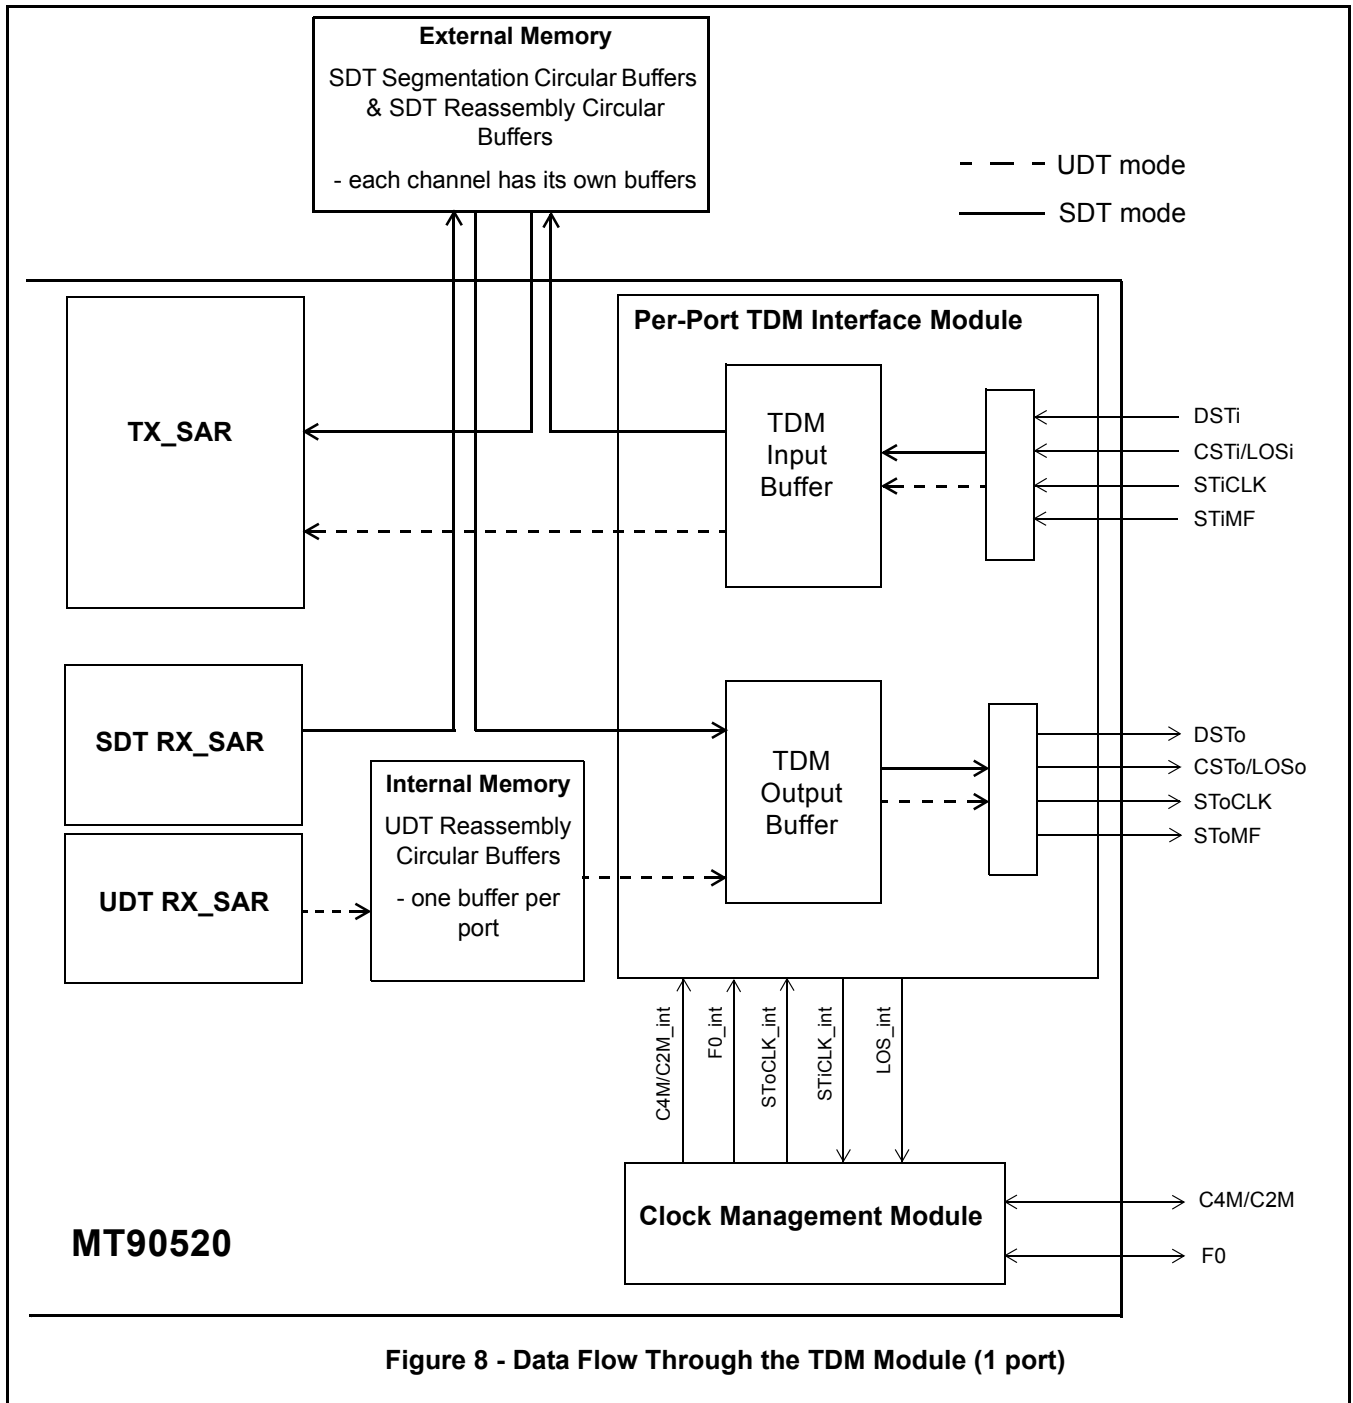 External Memory
SDT Segmentation Circular Buffers
& SDT Reassembly Circular
Buffers
- each channel has its own buffers
UDT mode
SDT mode
Per-Port TDM Interface Module
TX_SAR
TDM
Input
Buffer
DSTi
CSTi/LOSi
STiCLK
STiMF
SDT RX_SAR
UDT RX_SAR
Internal Memory
UDT Reassembly
Circular Buffers
- one buffer per
port
TDM
Output
Buffer
DSTo
CSTo/LOSo
SToCLK
SToMF
C4M/C2M_int
F0_int
SToCLK_int
STiCLK_int
LOS_int
Clock Management Module
C4M/C2M
F0
MT90520
Figure 8 - Data Flow Through the TDM Module (1 port)